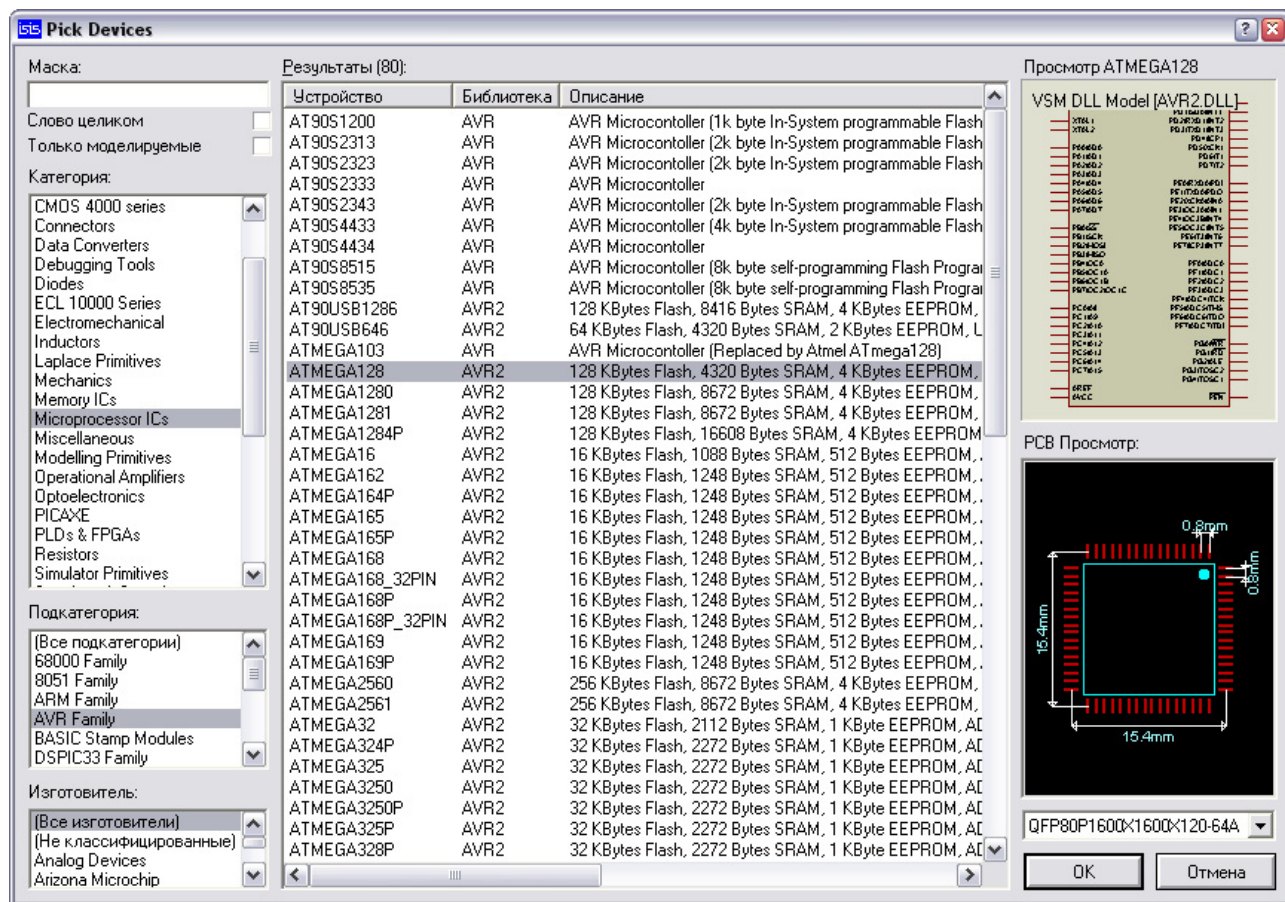 isis Pick Devices
Маска:
Слово целиком
Только моделируемые
Категория:
CMOS 4000 series
Connectors
Data Converters
Debugging Tools
Diodes
ECL 10000 Series
Electromechanical
Inductors
Laplace Primitives
Mechanics
Memory ICs
Microprocessor ICs
Miscellaneous
Modelling Primitives
Operational Amplifiers
Optoelectronics
PICAXE
PLDs & FPGAs
Resistors
Simulator Primitives
Подкатегория:
(Все подкатегории)
68000 Family
8051 Family
ARM Family
AVR Family
BASIC Stamp Modules
DSPIC33 Family
Изготовитель:
(Все изготовители)
(Не классифицированные)
Analog Devices
Arizona Microchip
Результаты (80):
Устройство Библиотека Описание
AT90S1200 AVR AVR Microcontoller (1k byte In-System programmable Flash
AT90S2313 AVR AVR Microcontoller (2k byte In-System programmable Flash
AT90S2323 AVR AVR Microcontoller (2k byte In-System programmable Flash
AT90S2333 AVR AVR Microcontoller
AT90S2343 AVR AVR Microcontoller (2k byte In-System programmable Flash
AT90S4433 AVR AVR Microcontoller (4k byte In-System programmable Flash
AT90S4434 AVR AVR Microcontoller
AT90S8515 AVR AVR Microcontoller (8k byte self-programming Flash Progra
AT90S8535 AVR AVR Microcontoller (8k byte self-programming Flash Progra
AT90USB1286 AVR2 128 KBytes Flash, 8416 Bytes SRAM, 4 KBytes EEPROM,
AT90USB646 AVR2 64 KBytes Flash, 4320 Bytes SRAM, 2 KBytes EEPROM, U
ATMEGA103 AVR AVR Microcontoller (Replaced by Atmel ATmega128)
ATMEGA128 AVR2 128 KBytes Flash, 4320 Bytes SRAM, 4 KBytes EEPROM,
ATMEGA1280 AVR2 128 KBytes Flash, 8672 Bytes SRAM, 4 KBytes EEPROM,
ATMEGA1281 AVR2 128 KBytes Flash, 8672 Bytes SRAM, 4 KBytes EEPROM,
ATMEGA1284P AVR2 128 KBytes Flash, 16608 Bytes SRAM, 4 KBytes EEPROM
ATMEGA16 AVR2 16 KBytes Flash, 1088 Bytes SRAM, 512 Bytes EEPROM,
ATMEGA162 AVR2 16 KBytes Flash, 1248 Bytes SRAM, 512 Bytes EEPROM,
ATMEGA164P AVR2 16 KBytes Flash, 1248 Bytes SRAM, 512 Bytes EEPROM,
ATMEGA165 AVR2 16 KBytes Flash, 1248 Bytes SRAM, 512 Bytes EEPROM,
ATMEGA165P AVR2 16 KBytes Flash, 1248 Bytes SRAM, 512 Bytes EEPROM,
ATMEGA168 AVR2 16 KBytes Flash, 1248 Bytes SRAM, 512 Bytes EEPROM,
ATMEGA168_32PIN AVR2 16 KBytes Flash, 1248 Bytes SRAM, 512 Bytes EEPROM,
ATMEGA168P AVR2 16 KBytes Flash, 1248 Bytes SRAM, 512 Bytes EEPROM,
ATMEGA168P_32PIN AVR2 16 KBytes Flash, 1248 Bytes SRAM, 512 Bytes EEPROM,
ATMEGA169 AVR2 16 KBytes Flash, 1248 Bytes SRAM, 512 Bytes EEPROM,
ATMEGA169P AVR2 16 KBytes Flash, 1248 Bytes SRAM, 512 Bytes EEPROM,
ATMEGA2560 AVR2 256 KBytes Flash, 8672 Bytes SRAM, 4 KBytes EEPROM,
ATMEGA2561 AVR2 256 KBytes Flash, 8672 Bytes SRAM, 4 KBytes EEPROM,
ATMEGA32 AVR2 32 KBytes Flash, 2112 Bytes SRAM, 1 KByte EEPROM, AD
ATMEGA324P AVR2 32 KBytes Flash, 2272 Bytes SRAM, 1 KByte EEPROM, AD
ATMEGA325 AVR2 32 KBytes Flash, 2272 Bytes SRAM, 1 KByte EEPROM, AD
ATMEGA3250 AVR2 32 KBytes Flash, 2272 Bytes SRAM, 1 KByte EEPROM, AD
ATMEGA3250P AVR2 32 KBytes Flash, 2272 Bytes SRAM, 1 KByte EEPROM, AD
ATMEGA325P AVR2 32 KBytes Flash, 2272 Bytes SRAM, 1 KByte EEPROM, AD
ATMEGA328P AVR2 32 KBytes Flash, 2272 Bytes SRAM, 1 KByte EEPROM, AD
Просмотр ATMEGA128
VSM DLL Model [AVR2.DLL]
PCB Просмотр:
0.8mm
0.8mm
15.4mm
15.4mm
QFP80P1600X1600X120-64A
OK Отмена